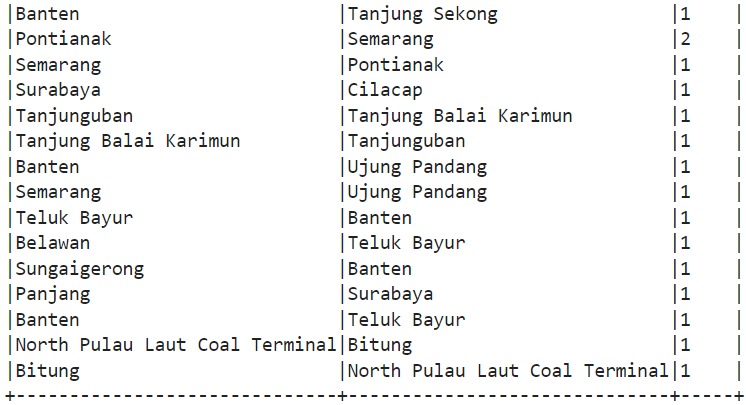 |Banten                        |Tanjung Sekong                |1    |
|Pontianak                     |Semarang                      |2    |
|Semarang                      |Pontianak                     |1    |
|Surabaya                      |Cilacap                       |1    |
|Tanjunguban                   |Tanjung Balai Karimun         |1    |
|Tanjung Balai Karimun         |Tanjunguban                   |1    |
|Banten                        |Ujung Pandang                 |1    |
|Semarang                      |Ujung Pandang                 |1    |
|Teluk Bayur                   |Banten                        |1    |
|Belawan                       |Teluk Bayur                   |1    |
|Sungaigerong                  |Banten                        |1    |
|Panjang                       |Surabaya                      |1    |
|Banten                        |Teluk Bayur                   |1    |
|North Pulau Laut Coal Terminal|Bitung                        |1    |
|Bitung                        |North Pulau Laut Coal Terminal|1    |
+------------------------------+------------------------------+-----+